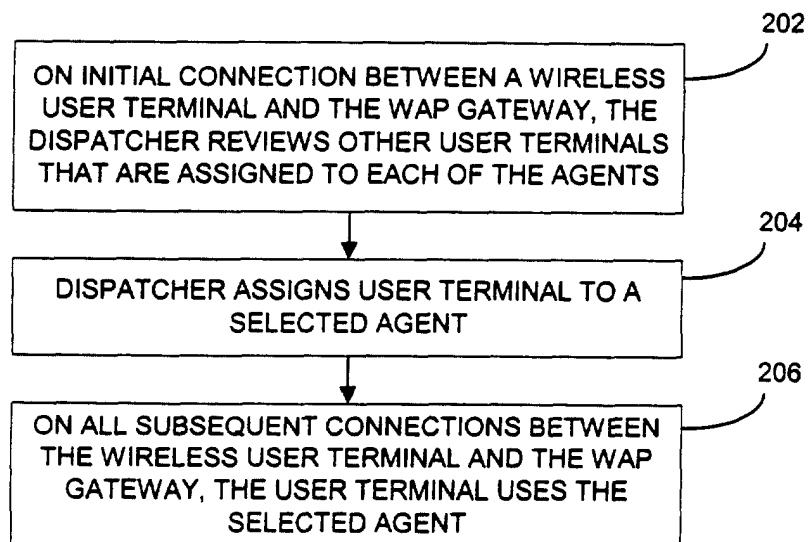 202
ON INITIAL CONNECTION BETWEEN A WIRELESS
USER TERMINAL AND THE WAP GATEWAY, THE
DISPATCHER REVIEWS OTHER USER TERMINALS
THAT ARE ASSIGNED TO EACH OF THE AGENTS
204
DISPATCHER ASSIGNS USER TERMINAL TO A
SELECTED AGENT
206
ON ALL SUBSEQUENT CONNECTIONS BETWEEN
THE WIRELESS USER TERMINAL AND THE WAP
GATEWAY, THE USER TERMINAL USES THE
SELECTED AGENT